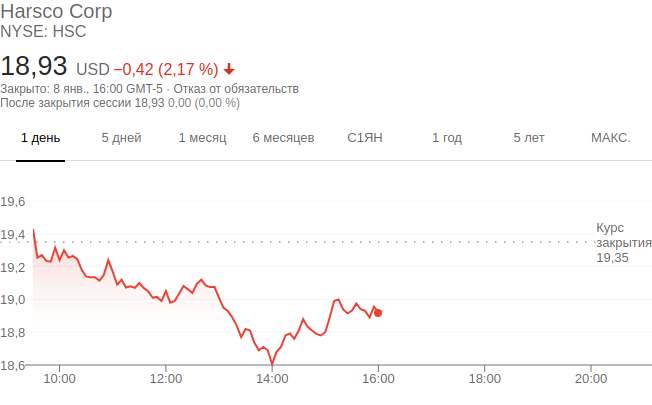 Harsco Corp
NYSE: HSC
18,93 USD −0,42 (2,17 %)
Закрыто: 8 янв., 16:00 GMT-5 · Отказ от обязательств
После закрытия сессии 18,93 0,00 (0,00 %)
1 день 5 дней 1 месяц 6 месяцев С1ЯН 1 год 5 лет МАКС.
19,6
19,4
19,2
19,0
18,8
18,6
Курс
закрытия
19,35
10:00 12:00 14:00 16:00 18:00 20:00